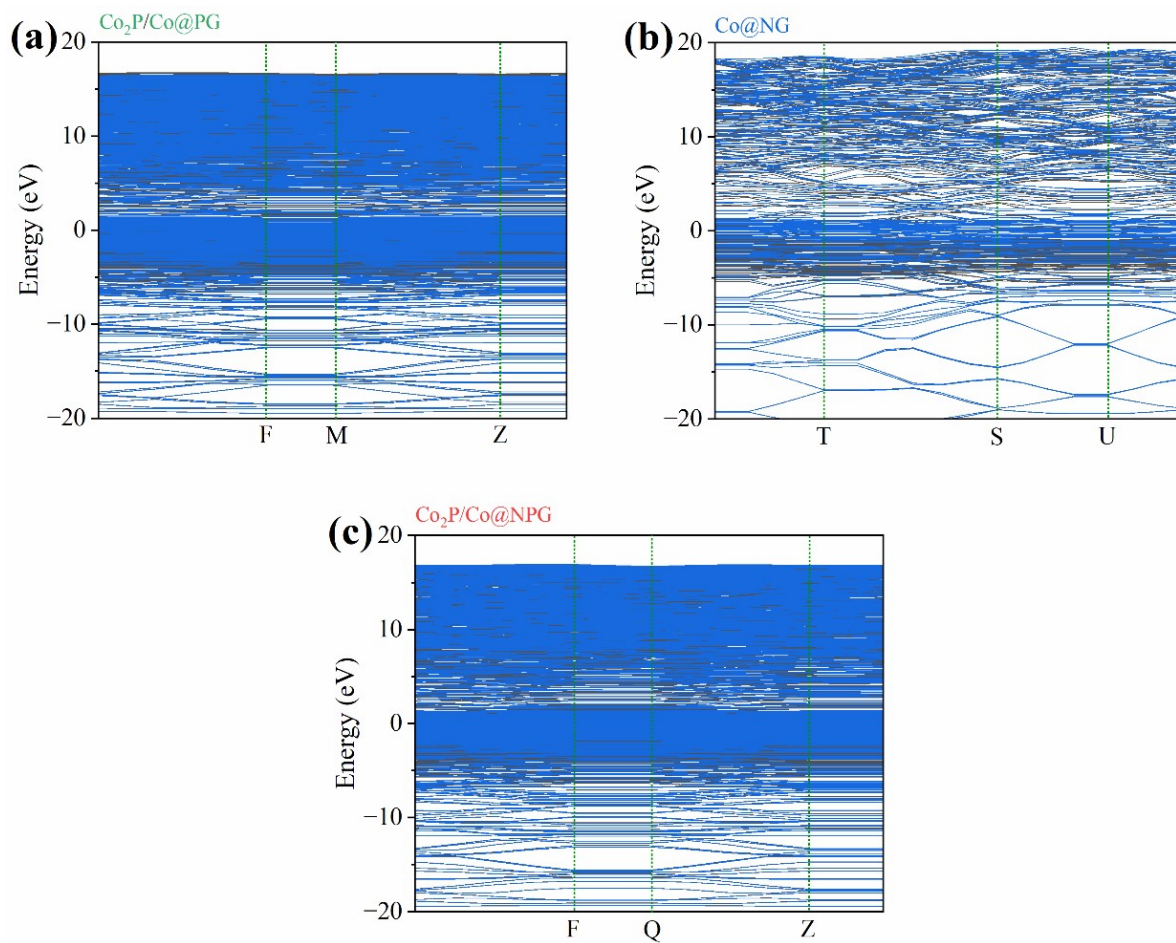 (a)
Co₂P/Co@PG
20
10
0
−10
−20
Energy (eV)
F M Z
(b)
Co@NG
20
10
0
−10
−20
Energy (eV)
T S U
(c)
Co₂P/Co@NPG
20
10
0
−10
−20
Energy (eV)
F Q Z